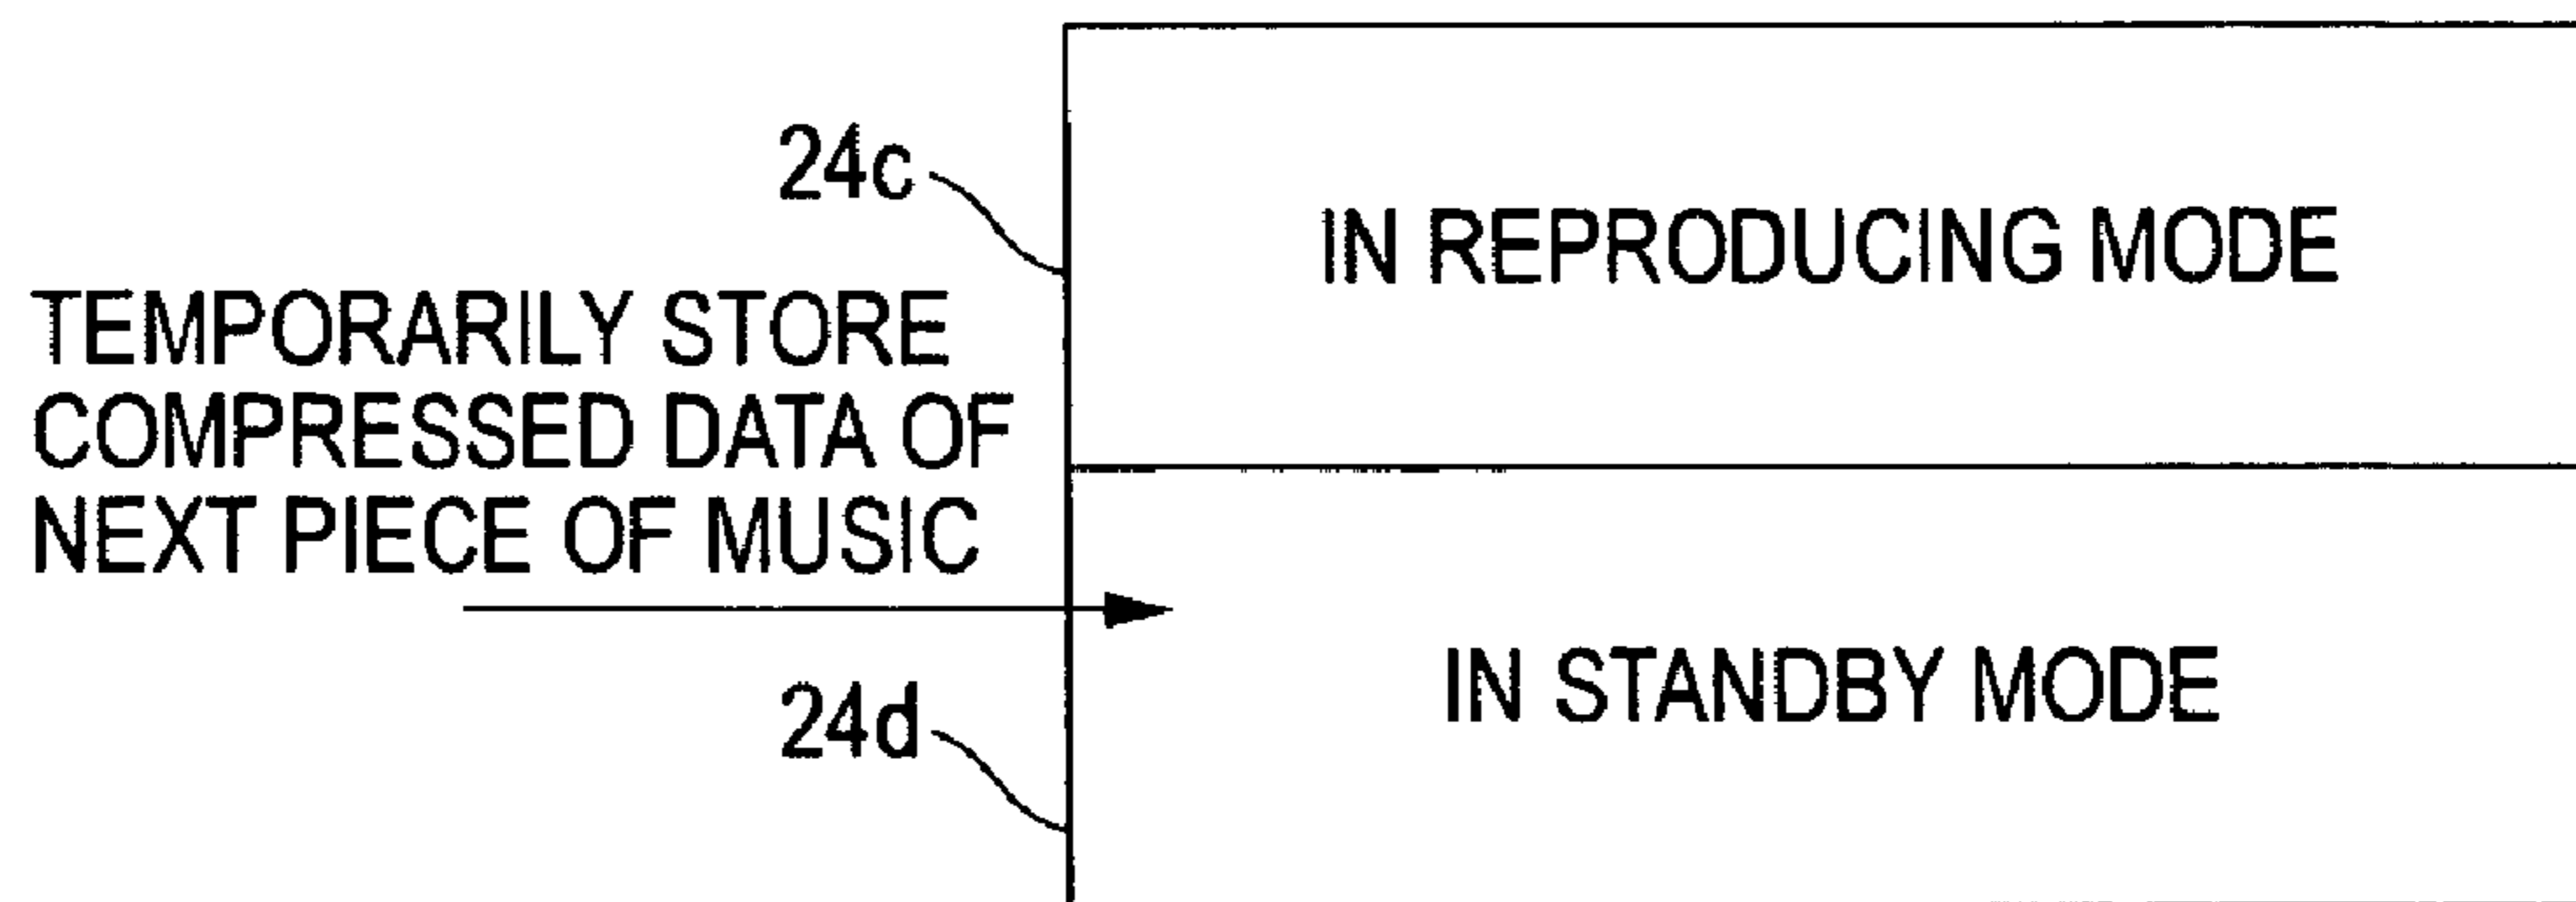 24c
IN REPRODUCING MODE
TEMPORARILY STORE
COMPRESSED DATA OF
NEXT PIECE OF MUSIC
24d
IN STANDBY MODE